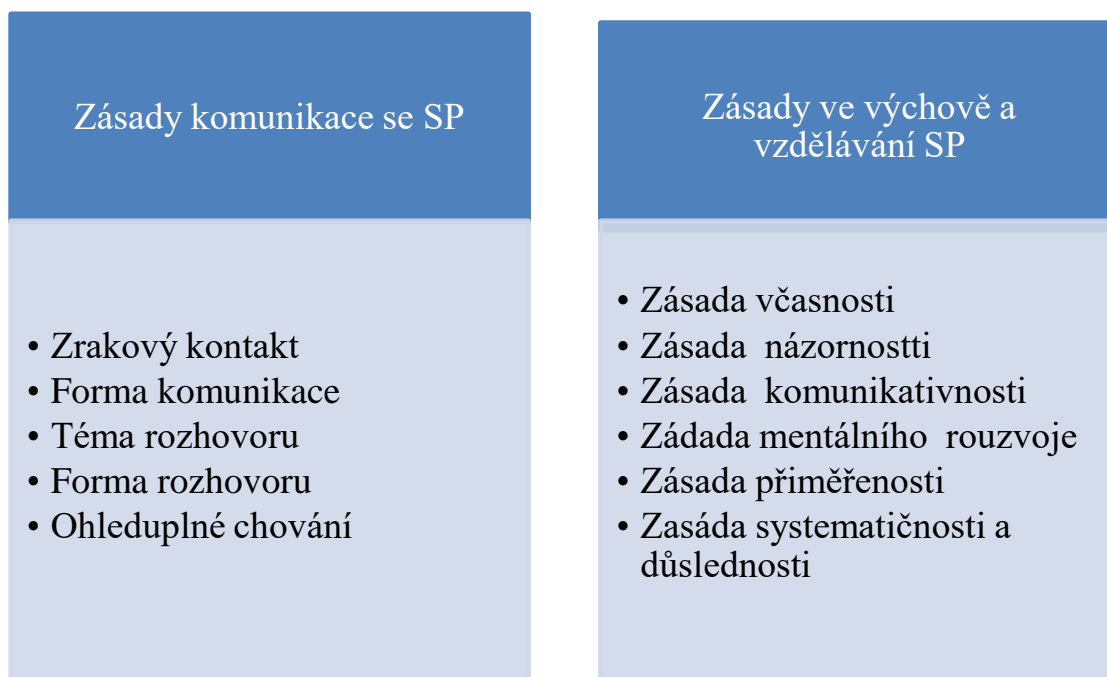 Zásady komunikace se SP
• Zrakový kontakt
• Forma komunikace
• Téma rozhovoru
• Forma rozhovoru
• Ohleduplné chování
Zásady ve výchově a
vzdělávání SP
• Zásada včasnosti
• Zásada názornostti
• Zásada komunikativnosti
• Zádada mentálního rouzvoje
• Zásada přiměřenosti
• Zasáda systematičnosti a
důslednosti